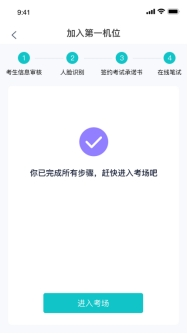 9:41
加入第一机位
1
2
3
4
考生信息审核
人脸识别
签约考试承诺书
在线笔试
你已完成所有步骤，赶快进入考场吧
进入考场